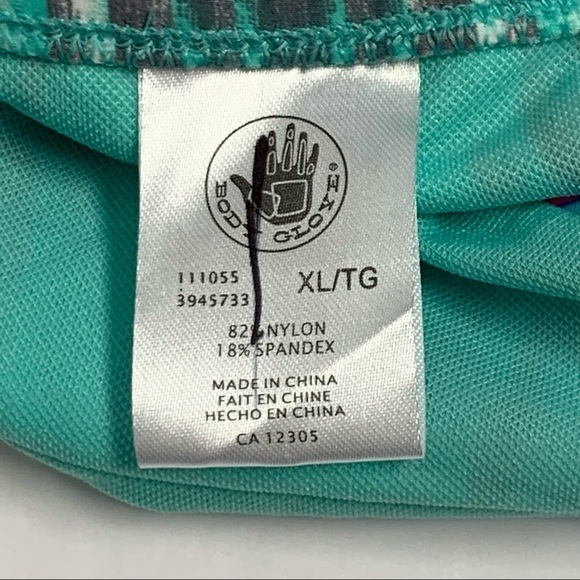 BODY GLOVE®
111055
3945733
XL/TG
82% NYLON
18% SPANDEX
MADE IN CHINA
FAIT EN CHINE
HECHO EN CHINA
CA 12305